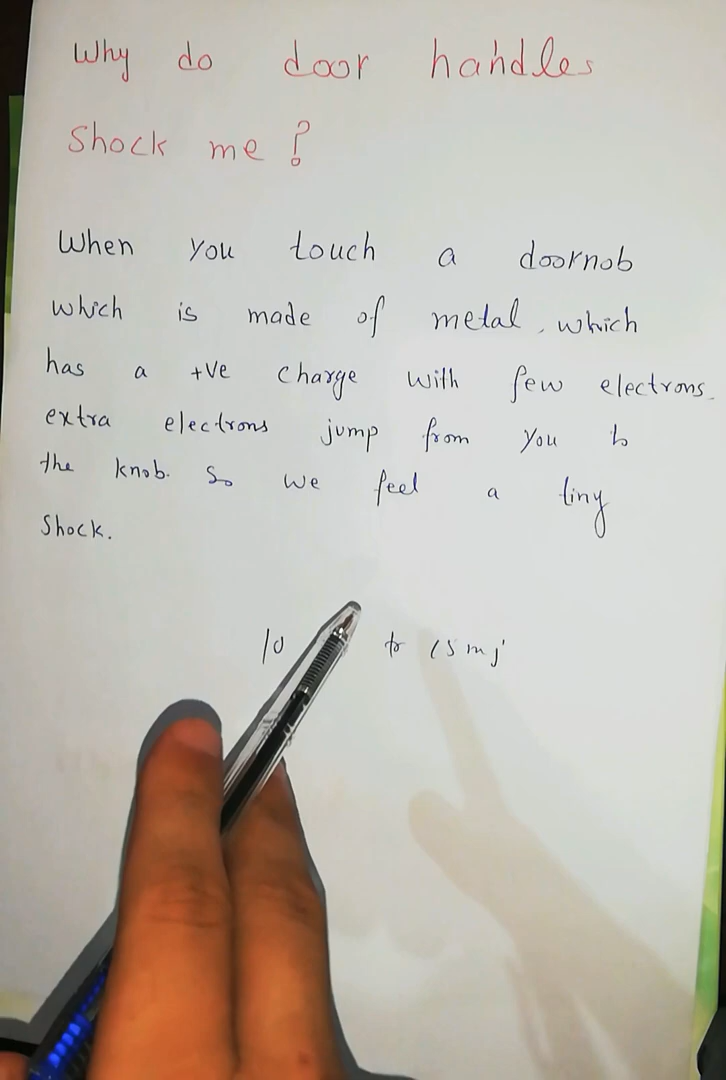 Why do door handles
Shock me ?
When you touch a doornob
which is made of metal, which
has a +ve charge with few electrons.
extra electrons jump from you to
the knob. So we feel a tiny
Shock.
10 to 15 mj